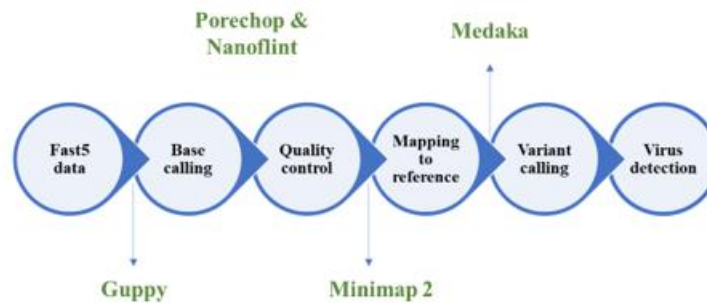 Porechop &
Nanoflint
Medaka
Fast5
data
Base
calling
Quality
control
Mapping
to
reference
Variant
calling
Virus
detection
Guppy
Minimap 2